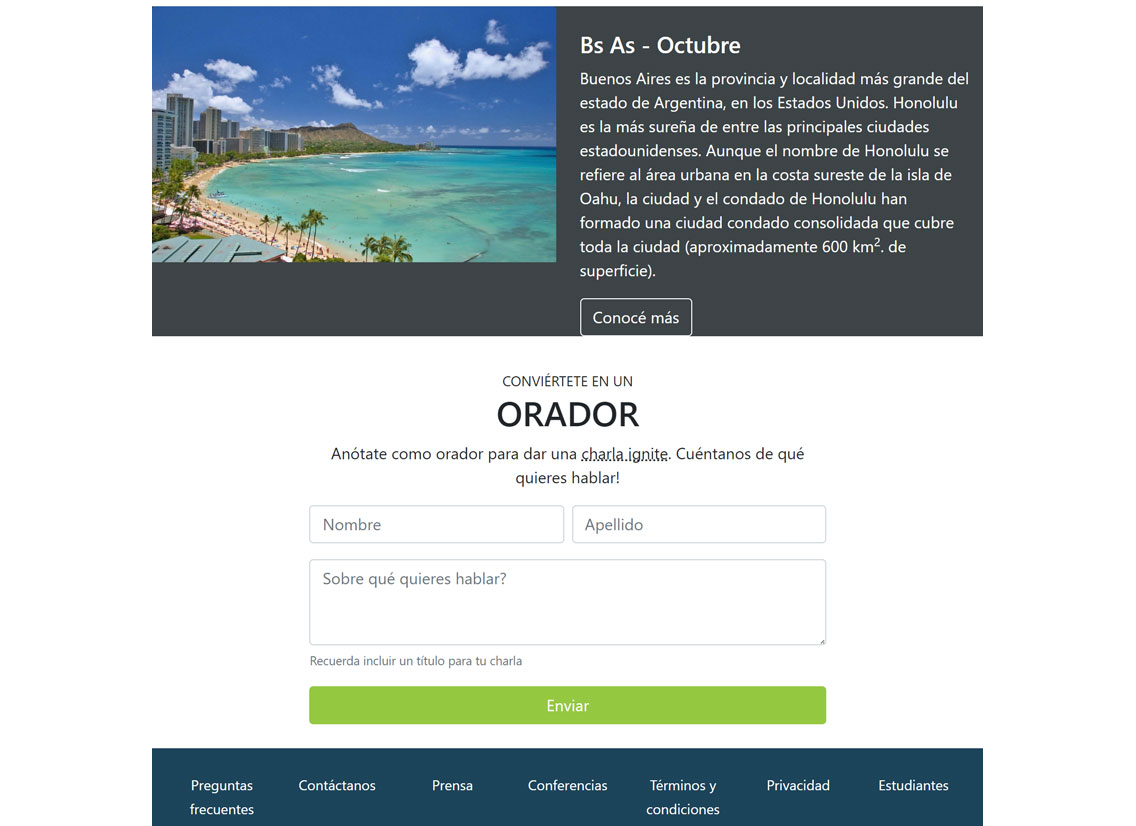 Bs As - Octubre
Buenos Aires es la provincia y localidad más grande del
estado de Argentina, en los Estados Unidos. Honolulu
es la más sureña de entre las principales ciudades
estadounidenses. Aunque el nombre de Honolulu se
refiere al área urbana en la costa sureste de la isla de
Oahu, la ciudad y el condado de Honolulu han
formado una ciudad condado consolidada que cubre
toda la ciudad (aproximadamente 600 km². de
superficie).
Conocé más
CONVIÉRTETE EN UN
ORADOR
Anótate como orador para dar una charla ignite. Cuéntanos de qué
quieres hablar!
Nombre Apellido
Sobre qué quieres hablar?
Recuerda incluir un título para tu charla
Enviar
Preguntas frecuentes
Contáctanos
Prensa
Conferencias
Términos y condiciones
Privacidad
Estudiantes